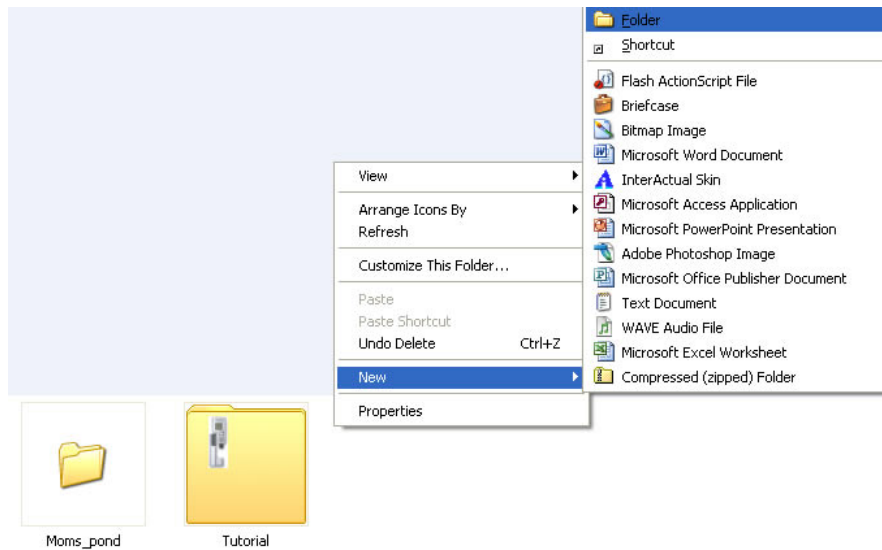 Folder
Shortcut
Flash ActionScript File
Briefcase
Bitmap Image
Microsoft Word Document
InterActual Skin
Microsoft Access Application
Microsoft PowerPoint Presentation
Adobe Photoshop Image
Microsoft Office Publisher Document
Text Document
WAVE Audio File
Microsoft Excel Worksheet
Compressed (zipped) Folder
View
Arrange Icons By
Refresh
Customize This Folder...
Paste
Paste Shortcut
Undo Delete Ctrl+Z
New
Properties
Moms_pond
Tutorial